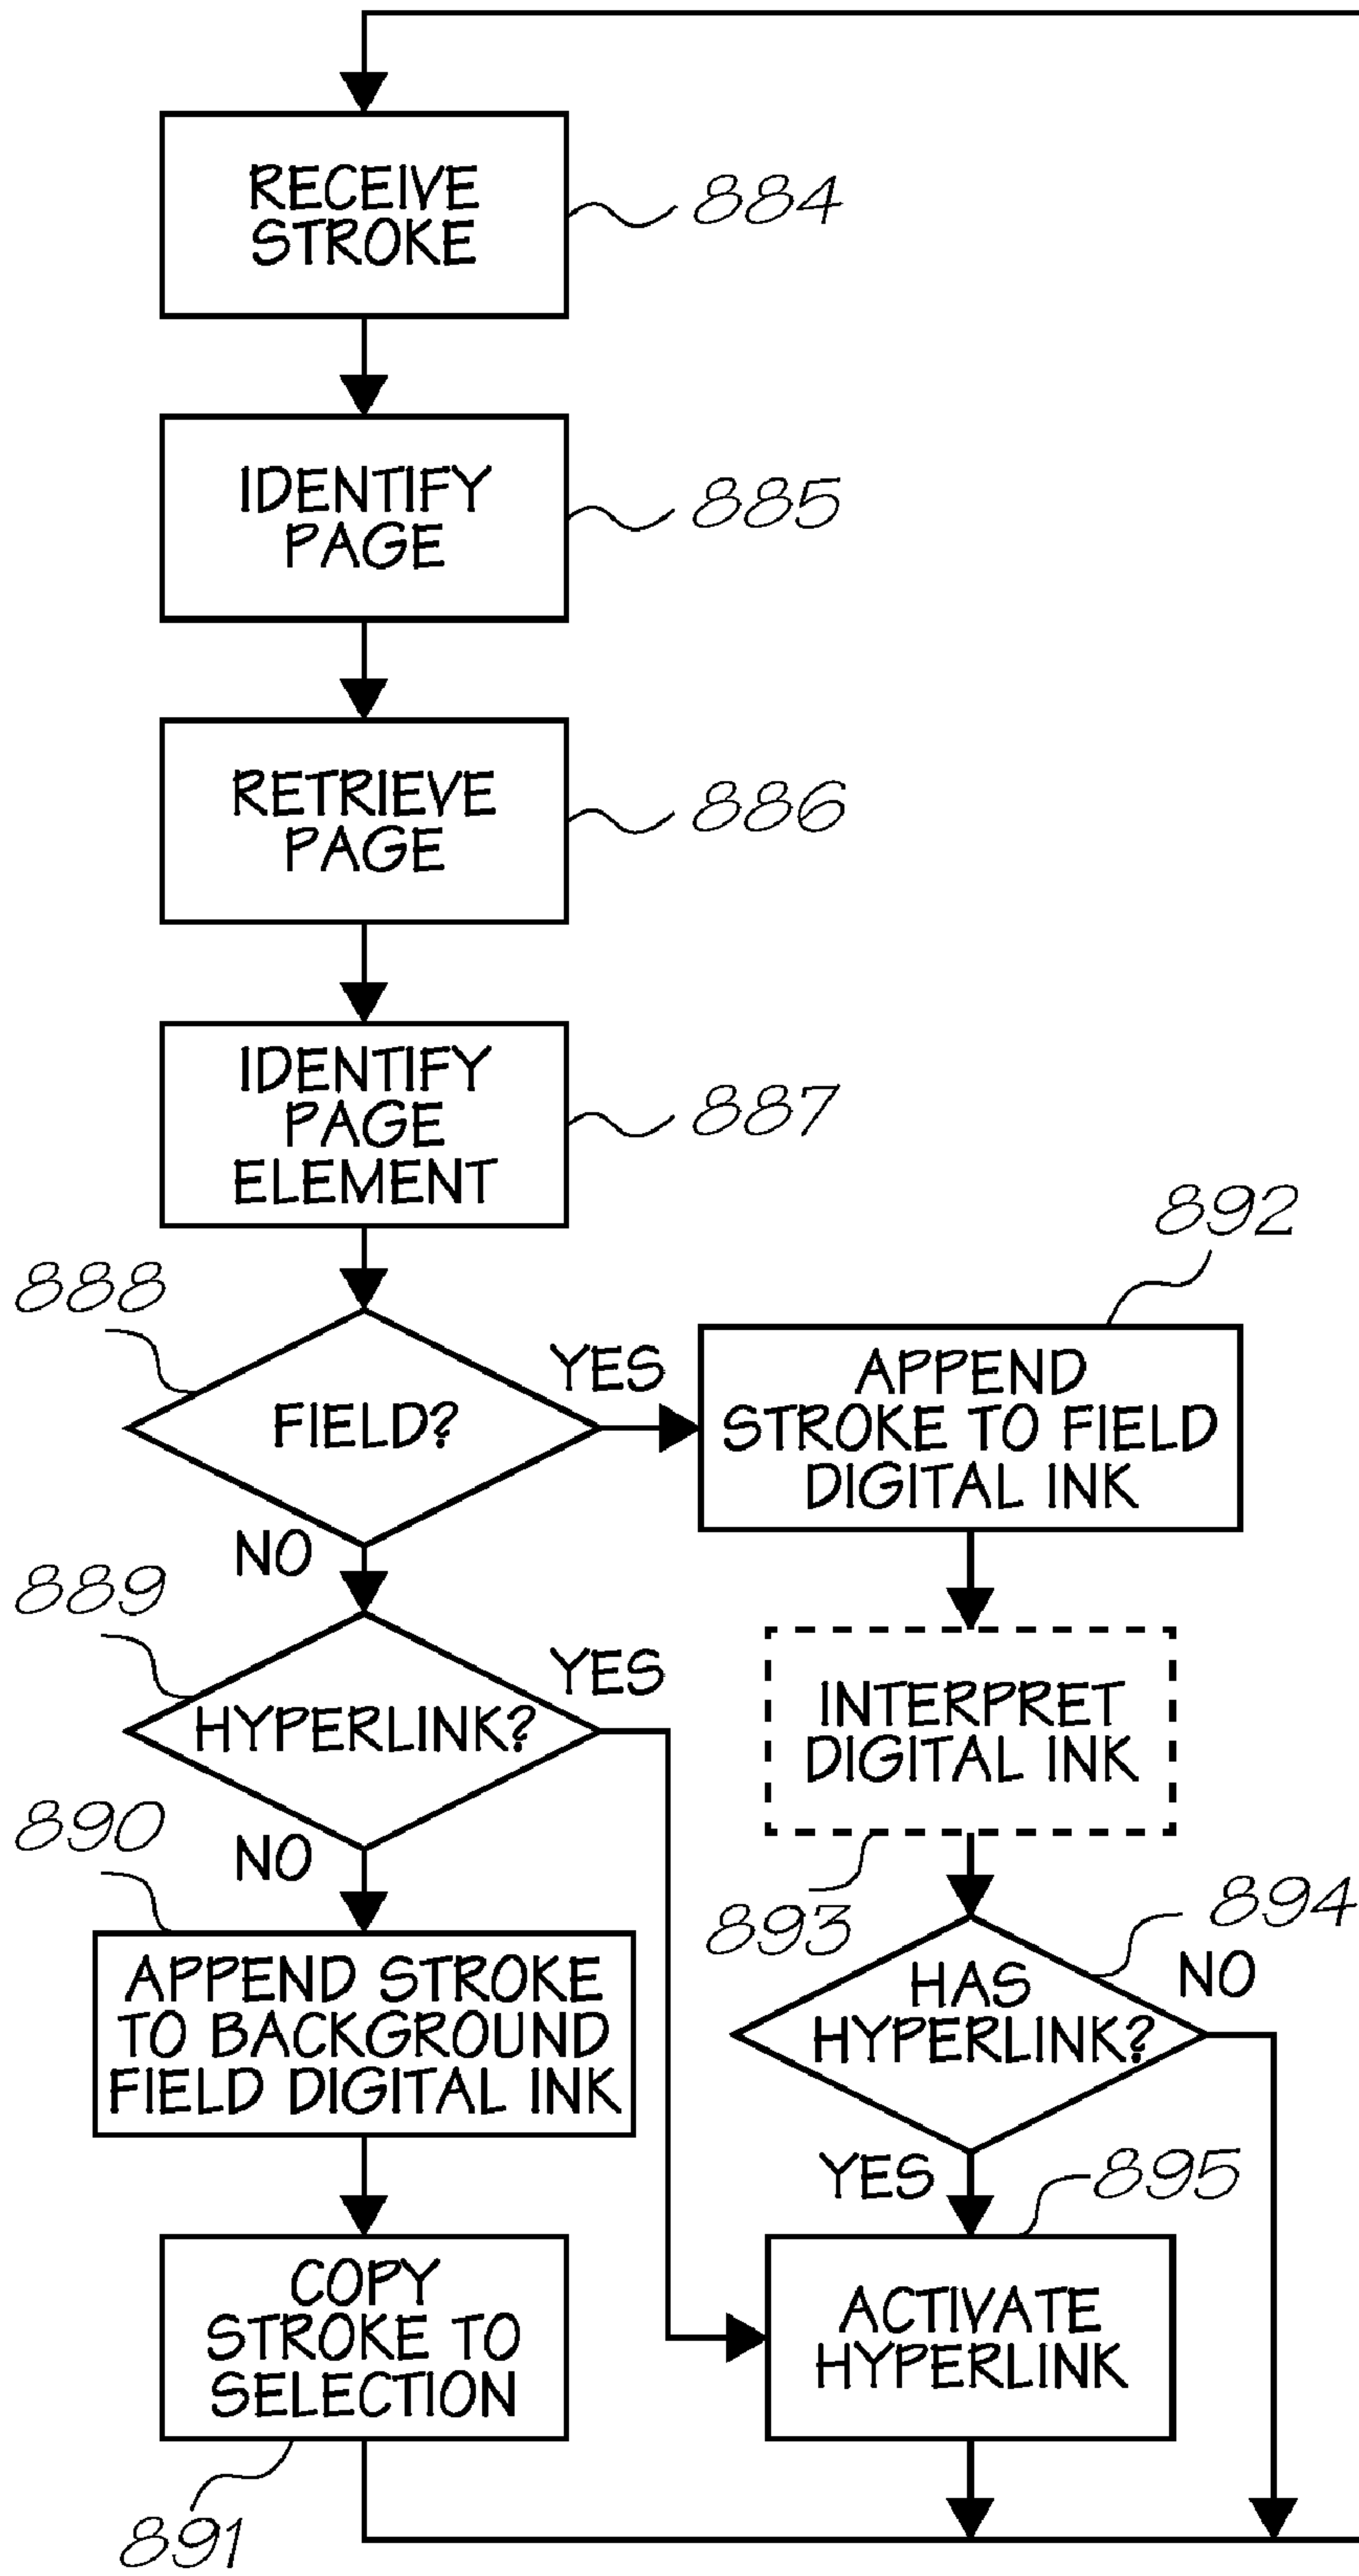 RECEIVE
STROKE
884
IDENTIFY
PAGE
885
RETRIEVE
PAGE
886
IDENTIFY
PAGE
ELEMENT
887
888
FIELD?
YES
NO
892
APPEND
STROKE TO FIELD
DIGITAL INK
889
HYPERLINK?
YES
NO
INTERPRET
DIGITAL INK
893
890
APPEND STROKE
TO BACKGROUND
FIELD DIGITAL INK
894
HAS
HYPERLINK?
NO
YES
895
COPY
STROKE TO
SELECTION
891
ACTIVATE
HYPERLINK